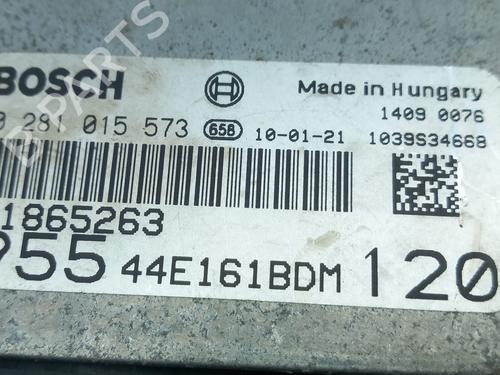 BOSCH
Made in Hungary
0 281 015 573 658 10-01-21
1409 0076
1039S34668
1865263
955 44E161BDM 120
B PARTS